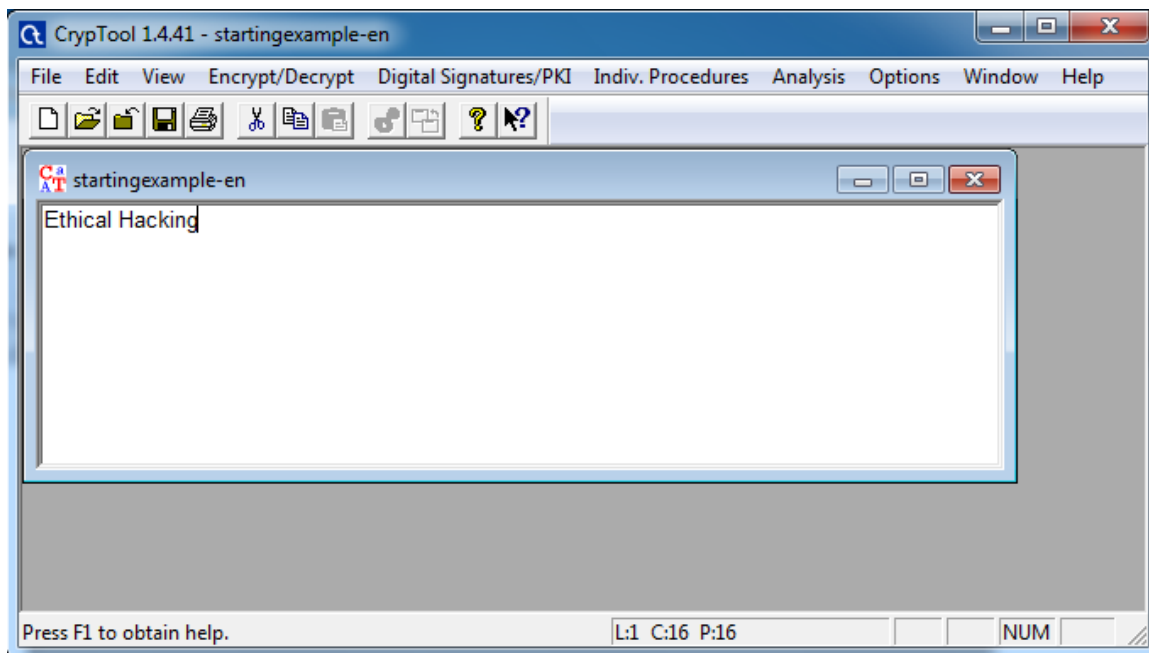 CrypTool 1.4.41 - startingexample-en
File Edit View Encrypt/Decrypt Digital Signatures/PKI Indiv. Procedures Analysis Options Window Help
startingexample-en
Ethical Hacking
Press F1 to obtain help. L:1 C:16 P:16 NUM